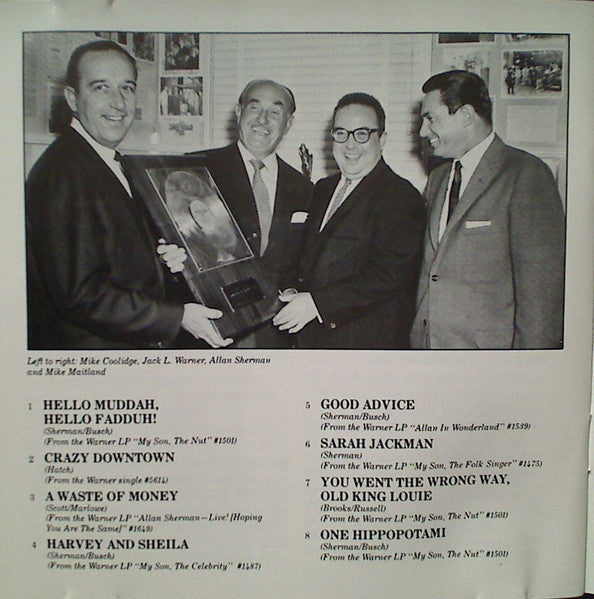 Left to right: Mike Coolidge, Jack L. Warner, Allan Sherman
and Mike Maitland
1 HELLO MUDDAH,
HELLO FADDUH!
(Sherman/Busch)
(From the Warner LP "My Son, The Nut" #1501)
2 CRAZY DOWNTOWN
(Hatch)
(From the Warner single #5614)
3 A WASTE OF MONEY
(Scott/Marlowe)
(From the Warner LP "Allan Sherman—Live! [Hoping
You Are The Same]" #1649)
4 HARVEY AND SHEILA
(Sherman/Busch)
(From the Warner LP "My Son, The Celebrity" #1487)
5 GOOD ADVICE
(Sherman/Busch)
(From the Warner LP "Allan In Wonderland" #1539)
6 SARAH JACKMAN
(Sherman)
(From the Warner LP "My Son, The Folk Singer" #1475)
7 YOU WENT THE WRONG WAY,
OLD KING LOUIE
(Brooks/Russell)
(From the Warner LP "My Son, The Nut" #1501)
8 ONE HIPPOPOTAMI
(Sherman/Busch)
(From the Warner LP "My Son, The Nut" #1501)